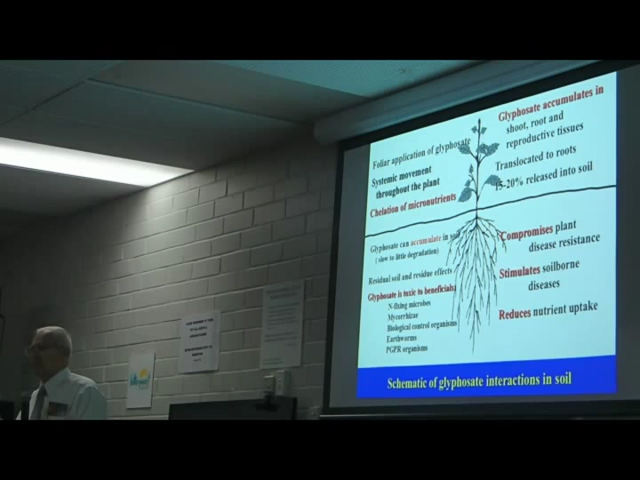 Glyphosate accumulates in
shoot, root and
reproductive tissues
Foliar application of glyphosate
Systemic movement
throughout the plant
Translocated to roots
15-20% released into soil
Chelation of micronutrients
Glyphosate can accumulate in soil
( slow to little degradation)
Compromises plant
disease resistance
Residual soil and residue effects
Stimulates soilborne
diseases
Glyphosate is toxic to beneficials:
N-fixing microbes
Mycorrhizae
Biological control organisms
Earthworms
PGPR organisms
Reduces nutrient uptake
Schematic of glyphosate interactions in soil